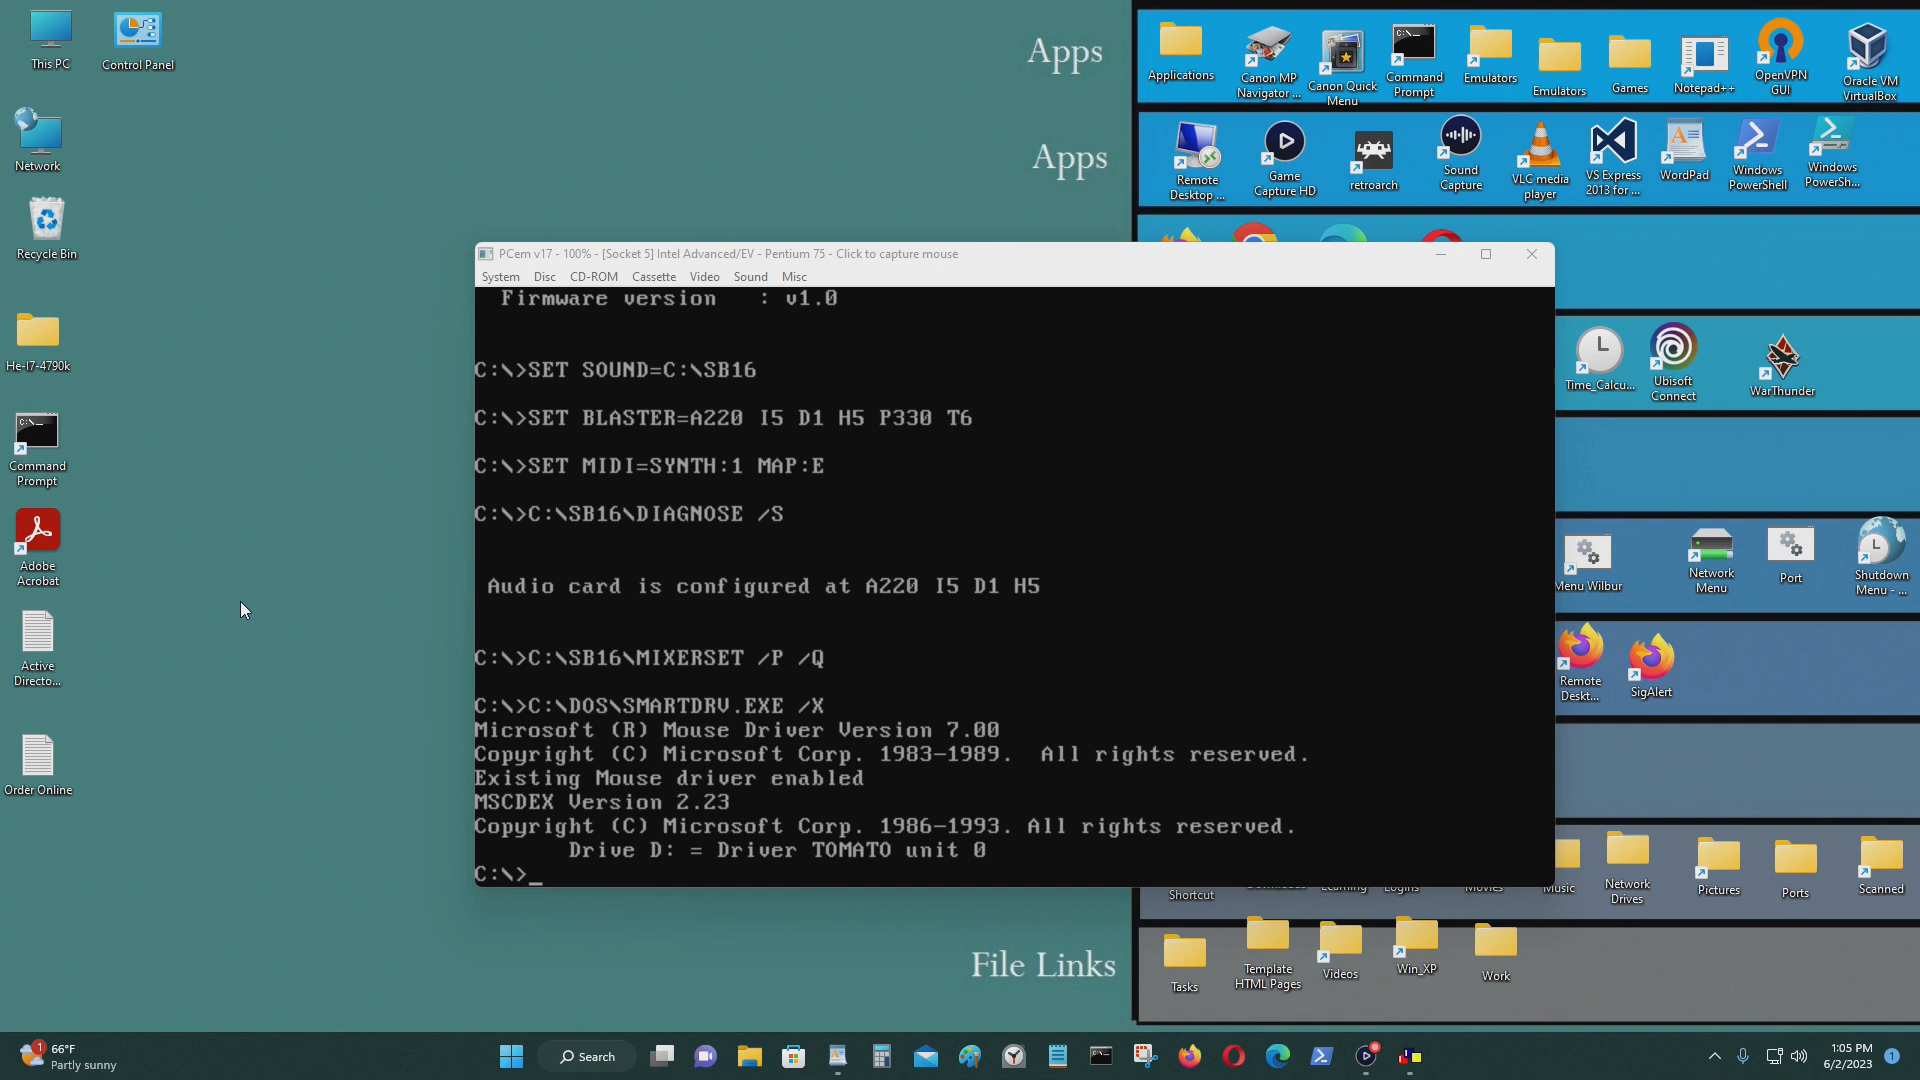 This PC
Control Panel
Network
Recycle Bin
He-I7-4790k
Command
Prompt
Adobe
Acrobat
Active
Directo...
Order Online
Apps
Apps
File Links
Applications
Canon MP
Navigator ...
Canon Quick
Menu
Command
Prompt
Emulators
Emulators
Games
Notepad++
OpenVPN
GUI
Oracle VM
VirtualBox
Remote
Desktop ...
Game
Capture HD
retroarch
Sound
Capture
VLC media
player
VS Express
2013 for ...
WordPad
Windows
PowerShell
Windows
PowerSh...
PCem v17 - 100% - [Socket 5] Intel Advanced/EV - Pentium 75 - Click to capture mouse
System Disc CD-ROM Cassette Video Sound Misc
Firmware version : v1.0
C:\>SET SOUND=C:\SB16
C:\>SET BLASTER=A220 I5 D1 H5 P330 T6
C:\>SET MIDI=SYNTH:1 MAP:E
C:\>C:\SB16\DIAGNOSE /S
Audio card is configured at A220 I5 D1 H5
C:\>C:\SB16\MIXERSET /P /Q
C:\>C:\DOS\SMARTDRV.EXE /X
Microsoft (R) Mouse Driver Version 7.00
Copyright (C) Microsoft Corp. 1983-1989.  All rights reserved.
Existing Mouse driver enabled
MSCDEX Version 2.23
Copyright (C) Microsoft Corp. 1986-1993. All rights reserved.
Drive D: = Driver TOMATO unit 0
C:\>_
Time_Calcu...
Ubisoft
Connect
WarThunder
Menu Wilbur
Network
Menu
Port
Shutdown
Menu - ...
Remote
Deskt...
SigAlert
Shortcut
Downloads
Learning
Logins
Movies
Music
Network
Drives
Pictures
Ports
Scanned
Tasks
Template
HTML Pages
Videos
Win_XP
Work
1
66°F
Partly sunny
Search
1:05 PM
6/2/2023
1